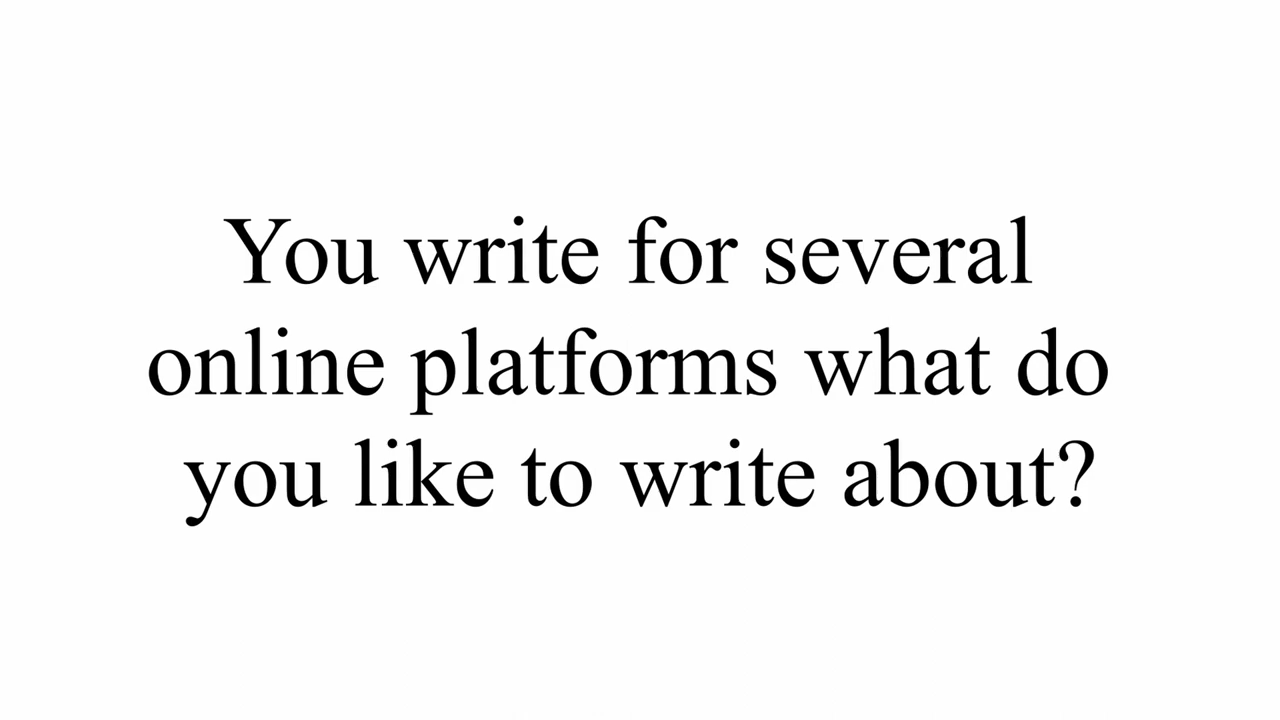 You write for several
online platforms what do
you like to write about?